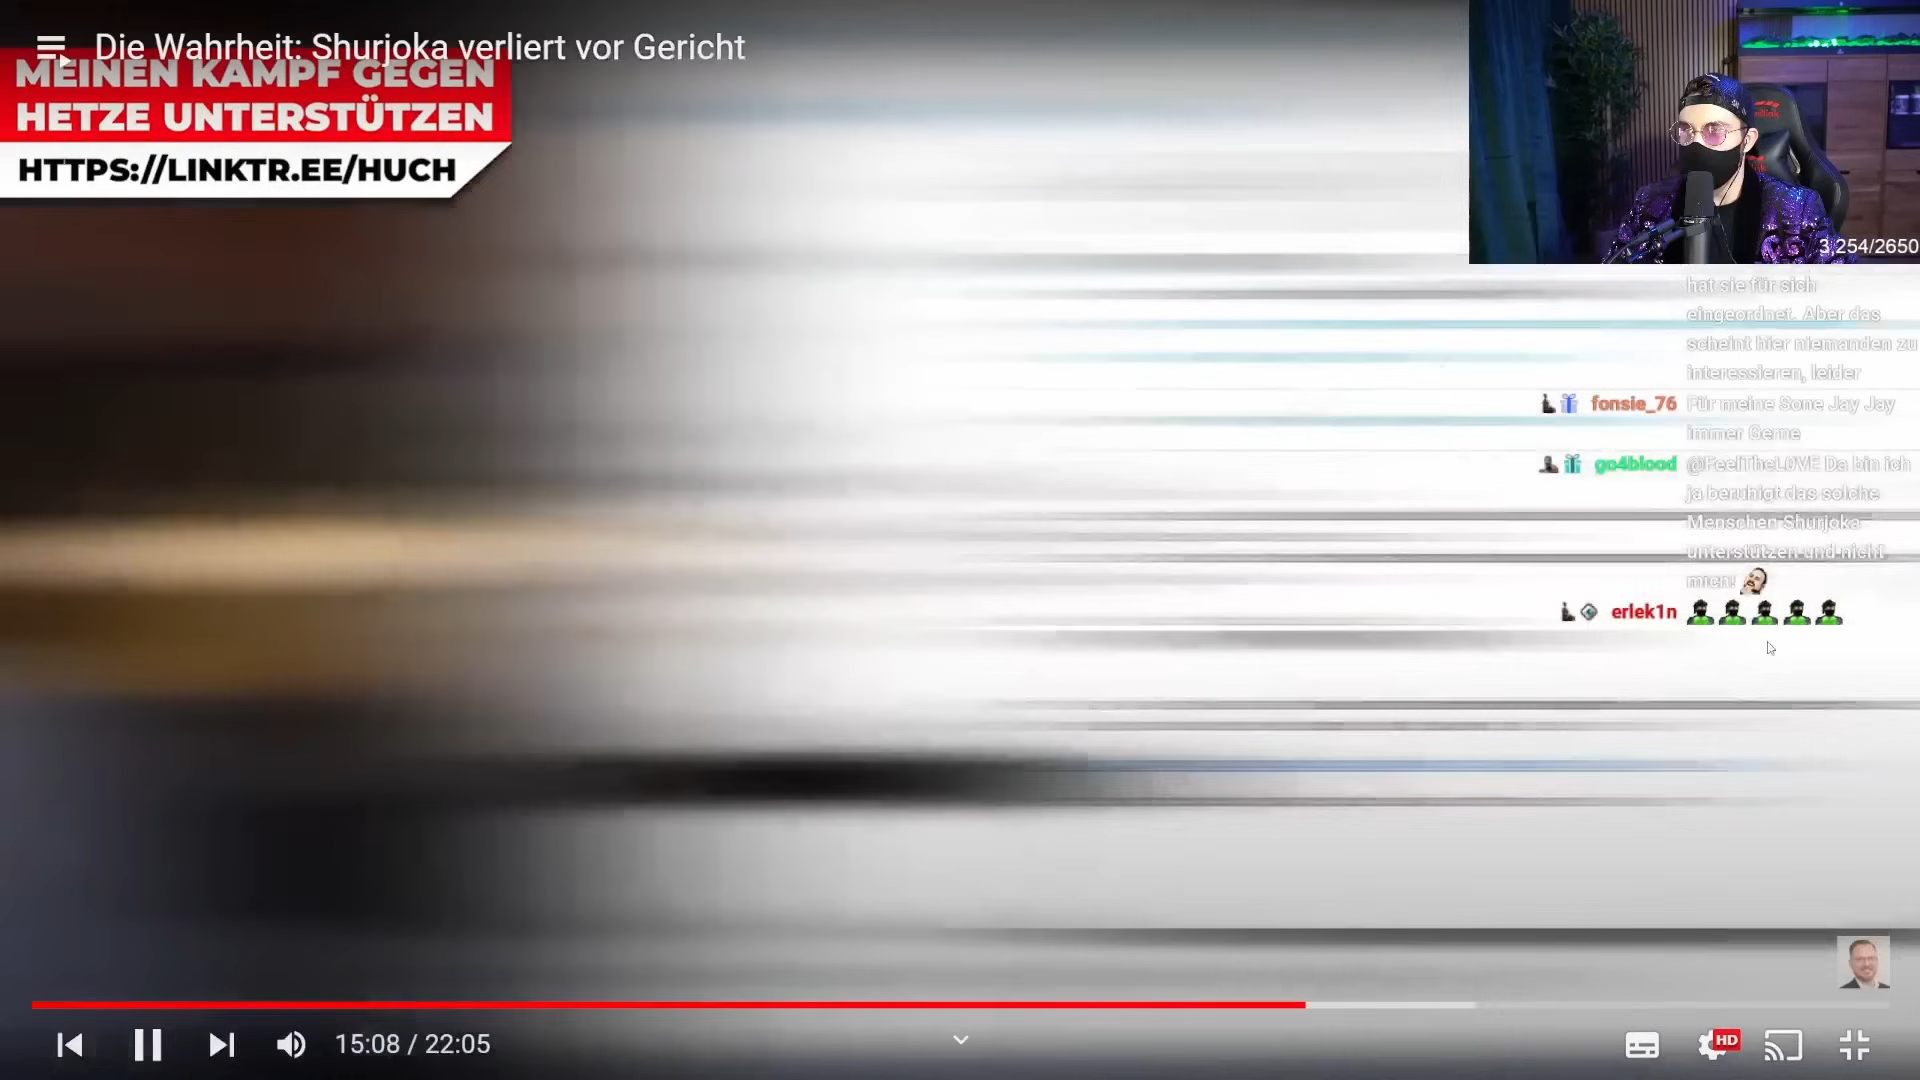 Die Wahrheit: Shurjoka verliert vor Gericht
MEINEN KAMPF GEGEN
HETZE UNTERSTÜTZEN
HTTPS://LINKTR.EE/HUCH
3,254/2650
hat sie für sich
eingeordnet. Aber das
scheint hier niemanden zu
interessieren, leider
fonsie_76 Für meine Sone Jay Jay
immer Gerne
go4blood @FeelTheL0VE Da bin ich
ja beruhigt das solche
Menschen Shurjoka
unterstützen und nicht
mich!
erlek1n
15:08 / 22:05
HD